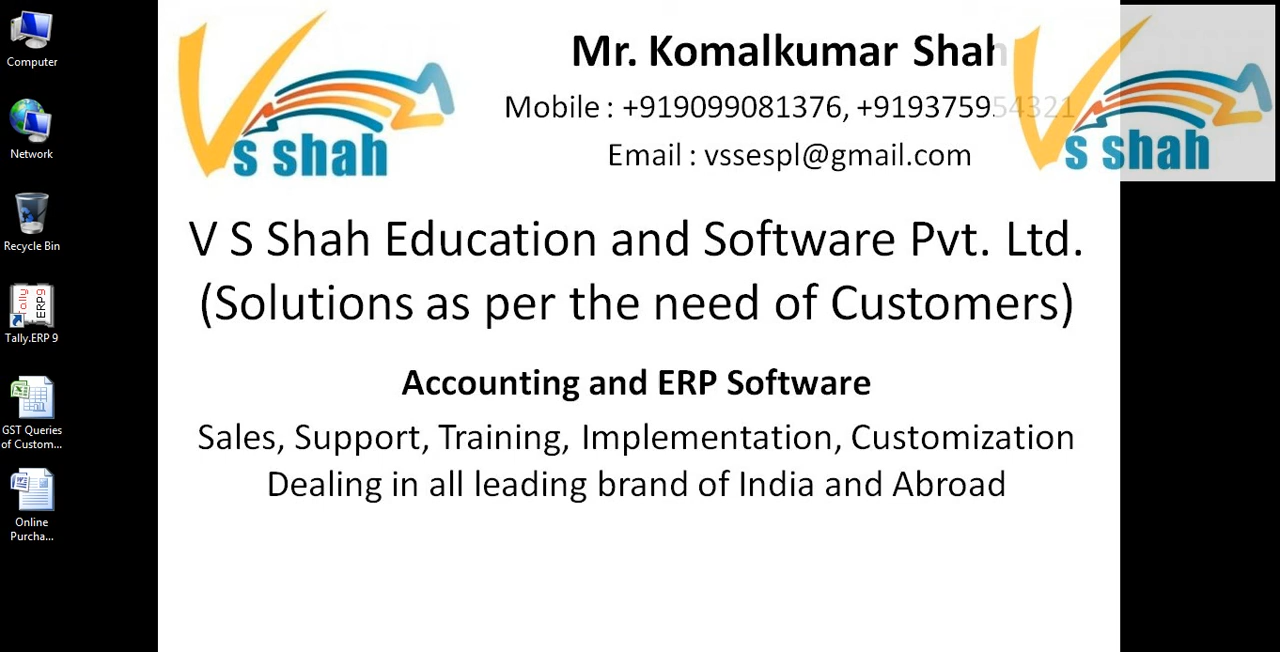 Computer
Network
Recycle Bin
Tally.ERP 9
Tally
ERP9
GST Queries
of Custom...
Online
Purcha...
Vs shah
Mr. Komalkumar Shah
Mobile : +919099081376, +919375954321
Email : vssespl@gmail.com
Vs shah
V S Shah Education and Software Pvt. Ltd.
(Solutions as per the need of Customers)
Accounting and ERP Software
Sales, Support, Training, Implementation, Customization
Dealing in all leading brand of India and Abroad